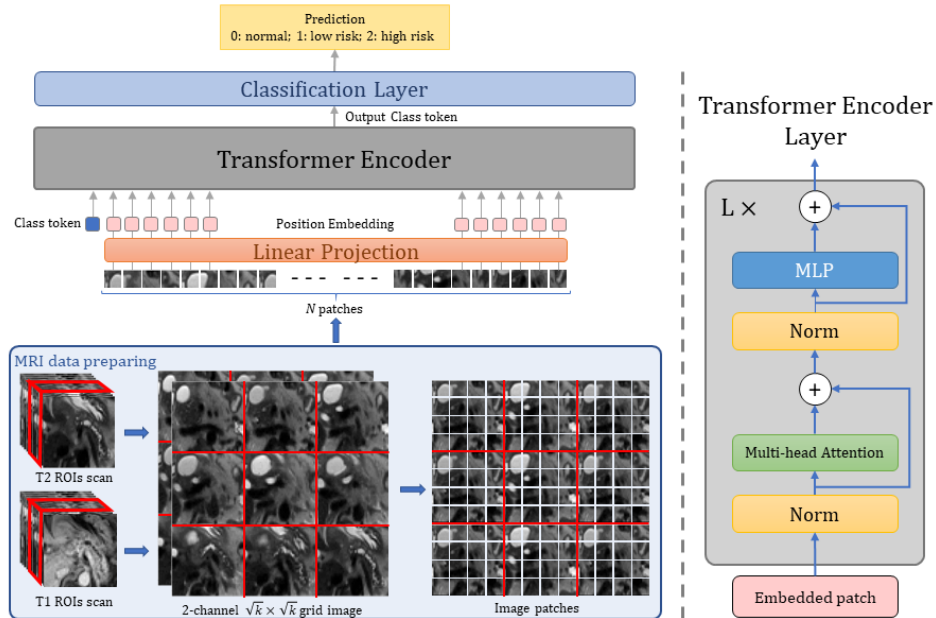 Prediction
0: normal; 1: low risk; 2: high risk
Classification Layer
Output Class token
Transformer Encoder
Class token
Position Embedding
Linear Projection
N patches
MRI data preparing
T2 ROIs scan
T1 ROIs scan
2-channel √k × √k grid image
Image patches
Transformer Encoder
Layer
L ×
+
MLP
Norm
+
Multi-head Attention
Norm
Embedded patch